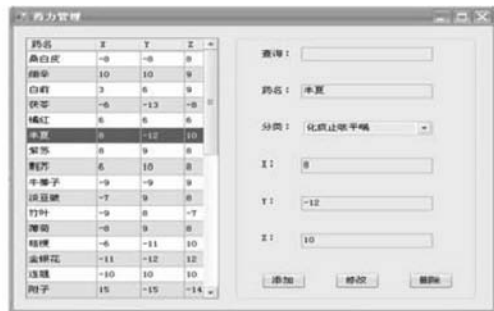 药力管理
药名 X Y Z
桑白皮 -8 -8 8
细辛 10 10 9
白前 3 6 9
茯苓 -6 -13 -8
橘红 6 6 6
半夏 8 -12 10
紫苏 8 9 8
荆芥 6 10 8
牛蒡子 -9 -9 9
淡豆豉 -7 9 8
竹叶 -9 8 -7
薄荷 -8 9 8
桔梗 -6 -11 10
金银花 -11 -12 12
连翘 -10 10 10
附子 15 -15 -14
查询：
药名： 半夏
分类： 化痰止咳平喘
X： 8
Y： -12
Z： 10
添加 修改 删除